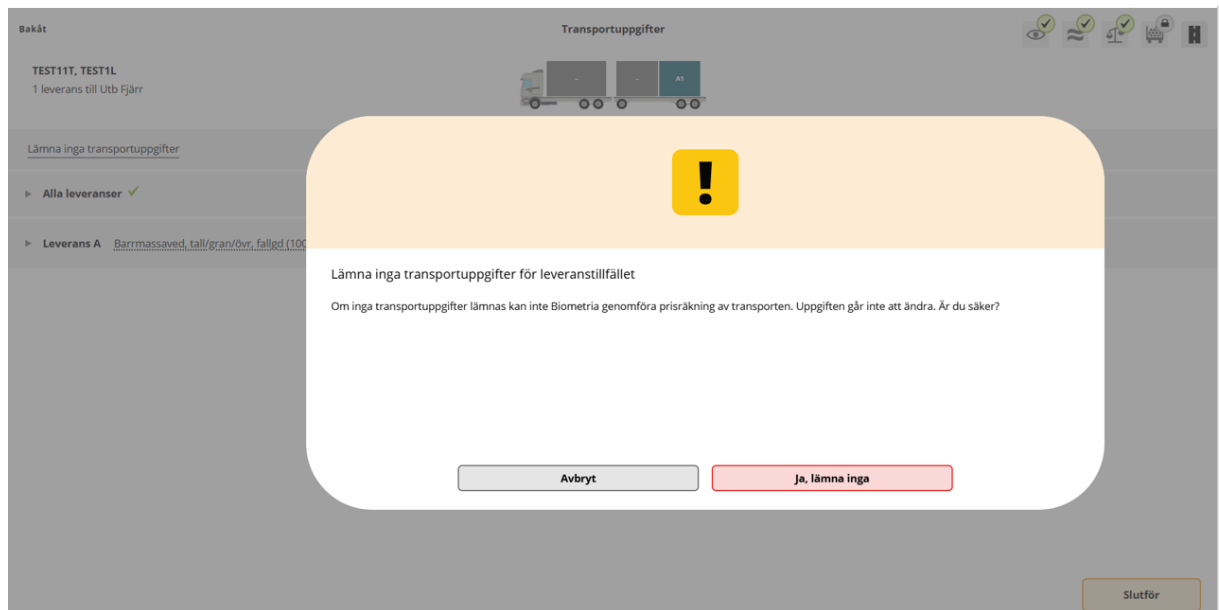 Bakåt
Transportuppgifter
TEST11T, TEST1L
1 leverans till Utb Fjärr
- - A1
Lämna inga transportuppgifter
Alla leveranser
Leverans A Barrmassaved, tall/gran/övr, fallgd (100
!
Lämna inga transportuppgifter för leveranstillfället
Om inga transportuppgifter lämnas kan inte Biometria genomföra prisräkning av transporten. Uppgiften går inte att ändra. Är du säker?
Avbryt
Ja, lämna inga
Slutför